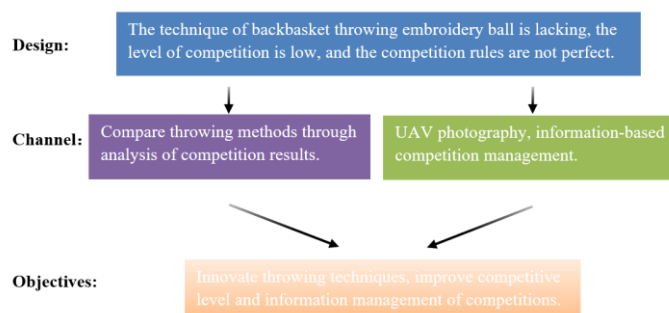 Design:
The technique of backbasket throwing embroidery ball is lacking, the
level of competition is low, and the competition rules are not perfect.
Channel:
Compare throwing methods through
analysis of competition results.
UAV photography, information-based
competition management.
Objectives:
Innovate throwing techniques, improve competitive
level and information management of competitions.